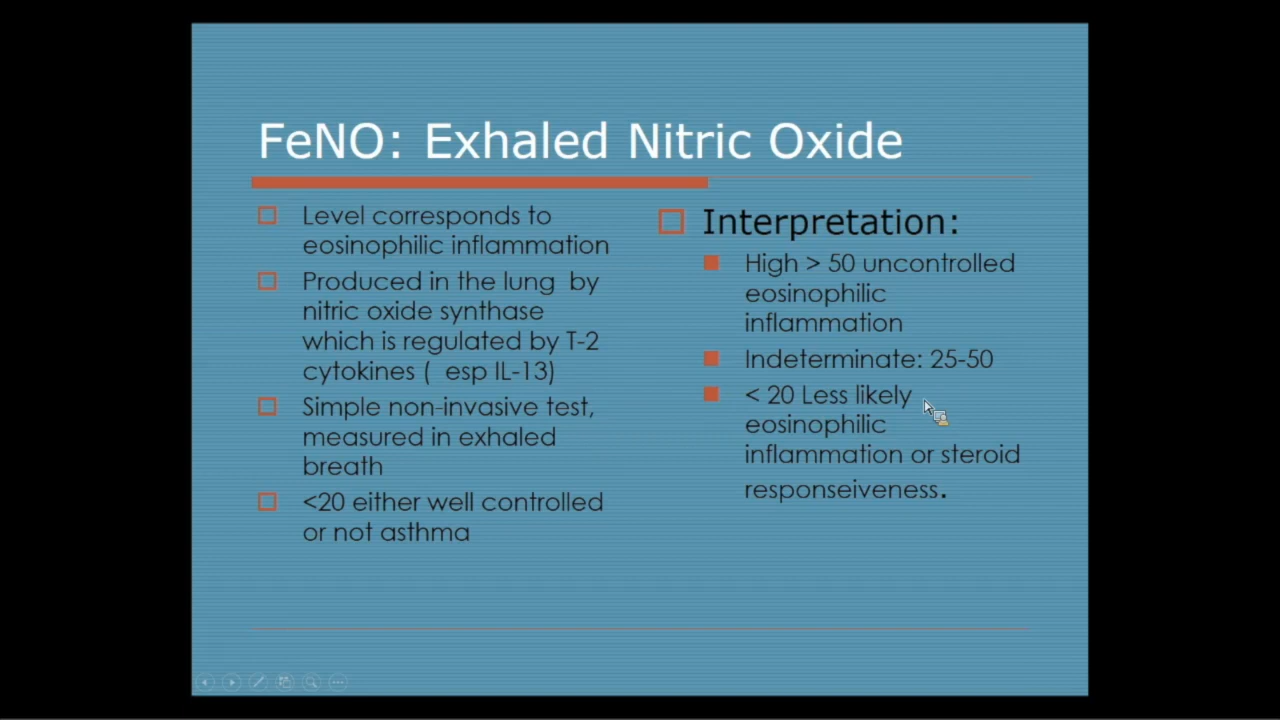 FeNO: Exhaled Nitric Oxide
Level corresponds to
eosinophilic inflammation
Produced in the lung  by
nitric oxide synthase
which is regulated by T-2
cytokines (  esp IL-13)
Simple non-invasive test,
measured in exhaled
breath
<20 either well controlled
or not asthma
Interpretation:
High > 50 uncontrolled
eosinophilic
inflammation
Indeterminate: 25-50
< 20 Less likely
eosinophilic
inflammation or steroid
responseiveness.